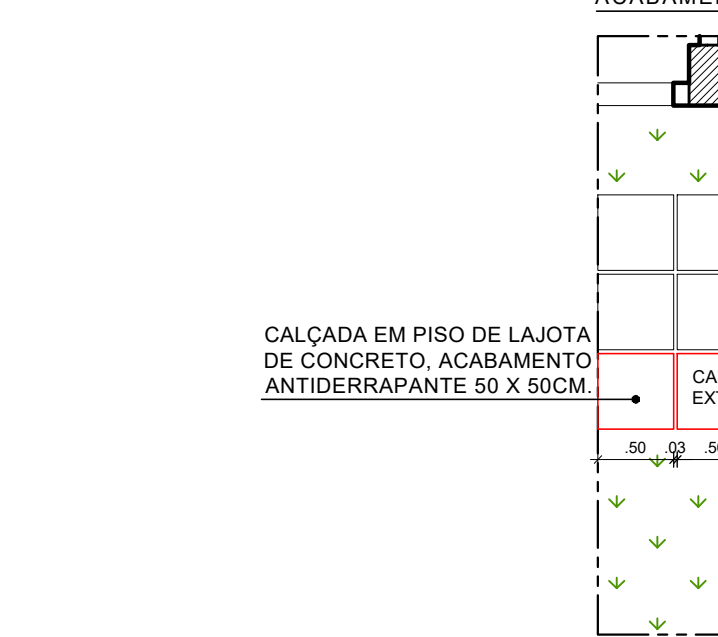 CALÇADA EM PISO DE LAJOTA
DE CONCRETO, ACABAMENTO
ANTIDERRAPANTE 50 X 50CM.
.50 .03